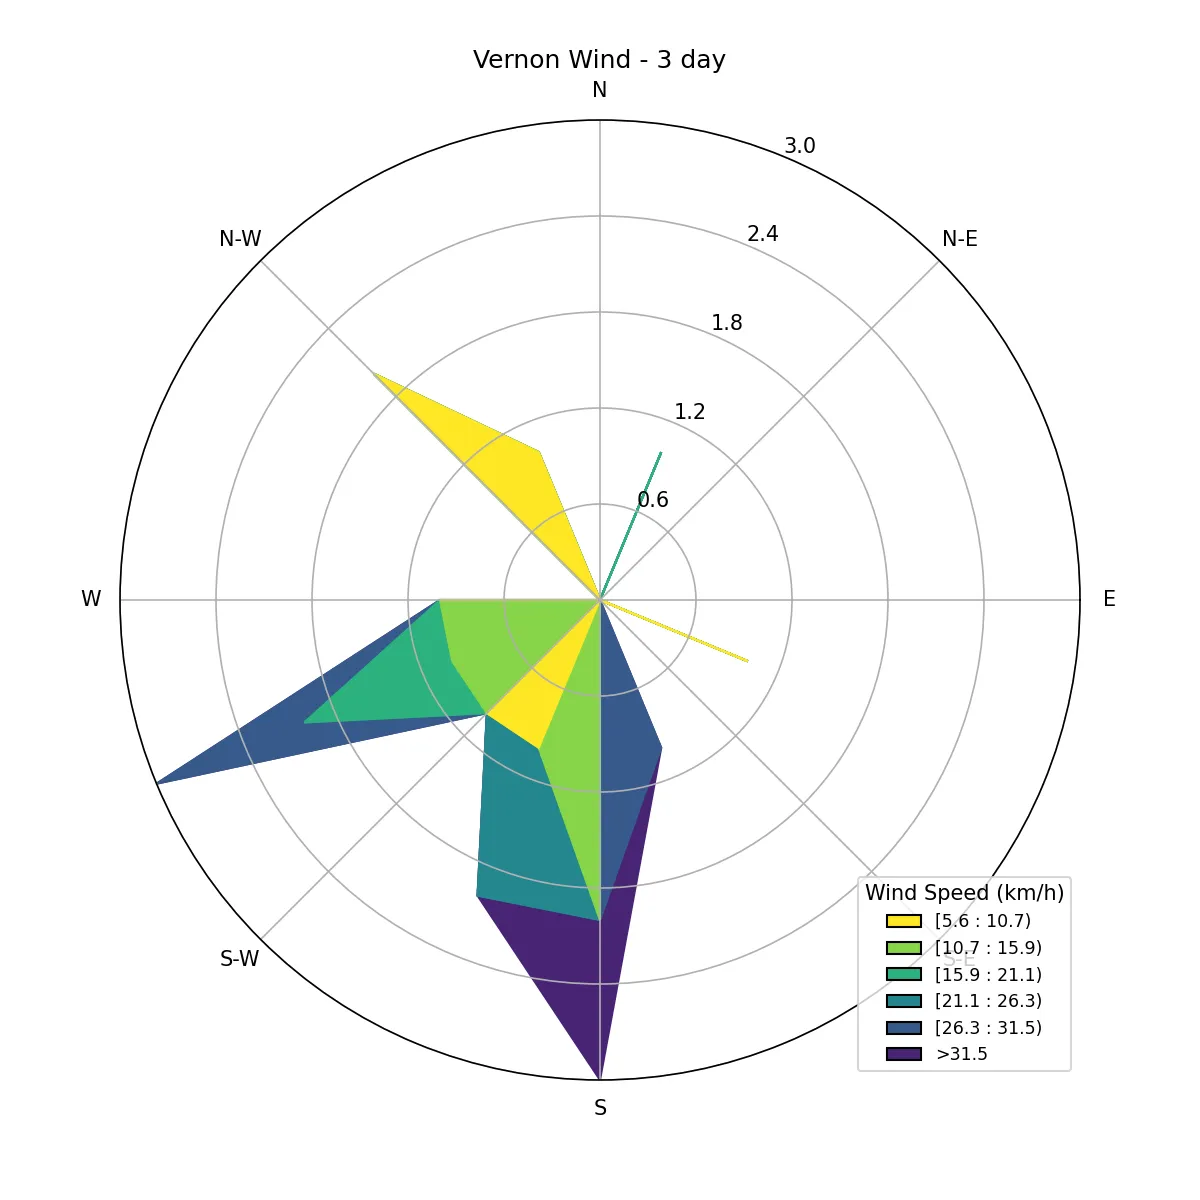 Vernon Wind - 3 day
N
3.0
N-W
2.4
N-E
1.8
1.2
0.6
W
E
S-W
S-E
S
Wind Speed (km/h)
[5.6 : 10.7)
[10.7 : 15.9)
[15.9 : 21.1)
[21.1 : 26.3)
[26.3 : 31.5)
>31.5